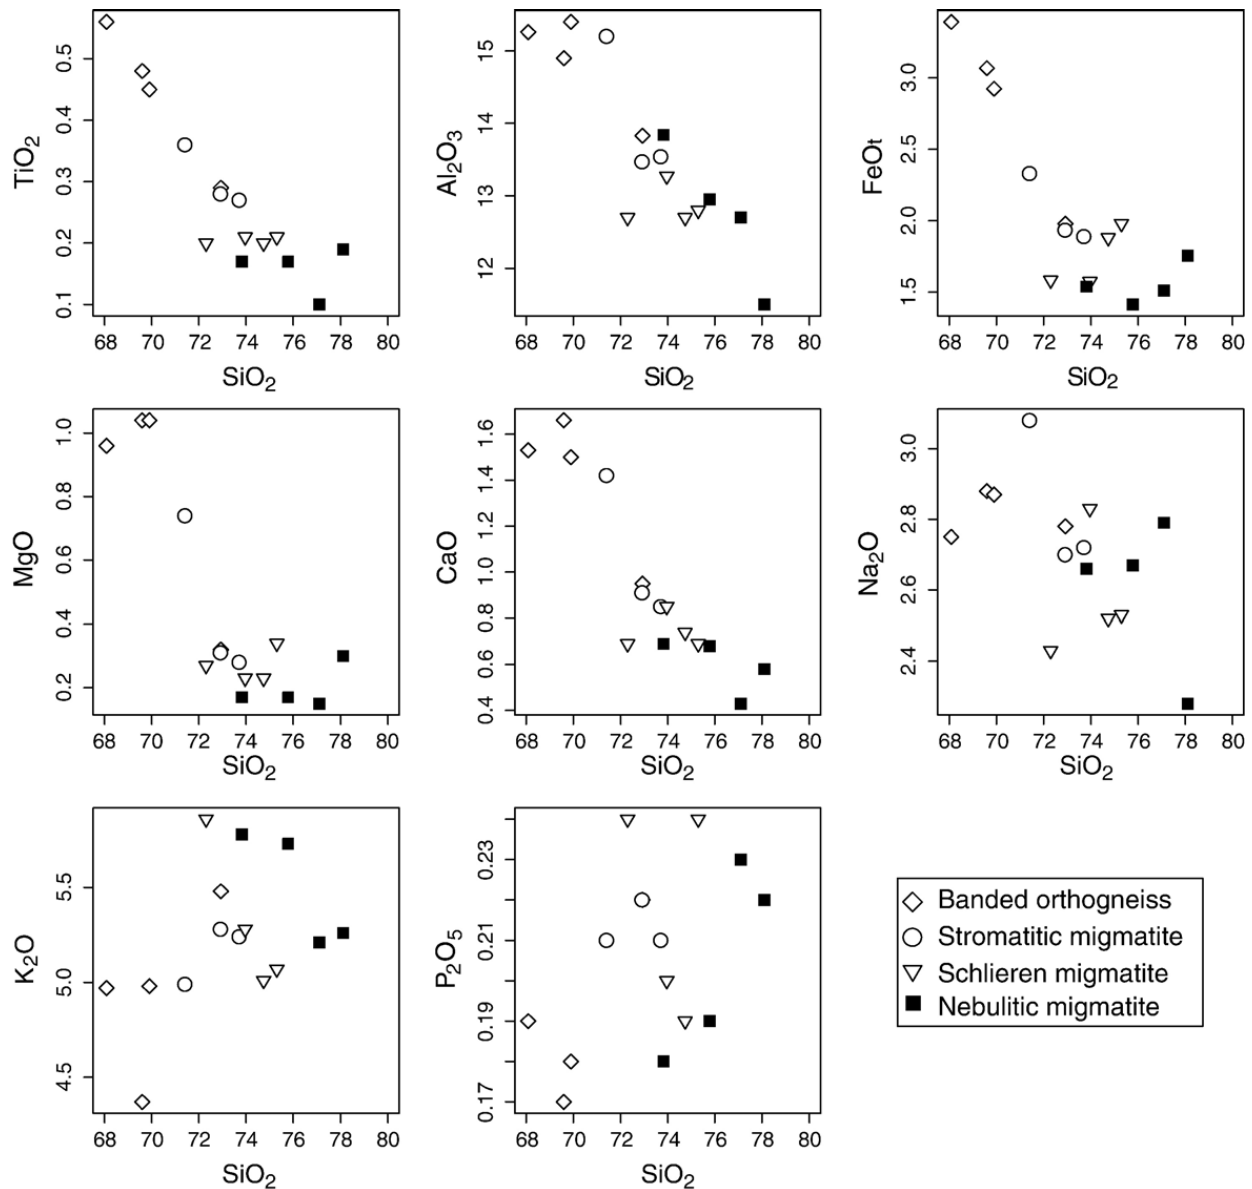 TiO2
0.1 0.2 0.3 0.4 0.5
68 70 72 74 76 78 80
SiO2
Al2O3
12 13 14 15
68 70 72 74 76 78 80
SiO2
FeOt
1.5 2.0 2.5 3.0
68 70 72 74 76 78 80
SiO2
MgO
0.2 0.4 0.6 0.8 1.0
68 70 72 74 76 78 80
SiO2
CaO
0.4 0.6 0.8 1.0 1.2 1.4 1.6
68 70 72 74 76 78 80
SiO2
Na2O
2.4 2.6 2.8 3.0
68 70 72 74 76 78 80
SiO2
K2O
4.5 5.0 5.5
68 70 72 74 76 78 80
SiO2
P2O5
0.17 0.19 0.21 0.23
68 70 72 74 76 78 80
SiO2
Banded orthogneiss
Stromatitic migmatite
Schlieren migmatite
Nebulitic migmatite